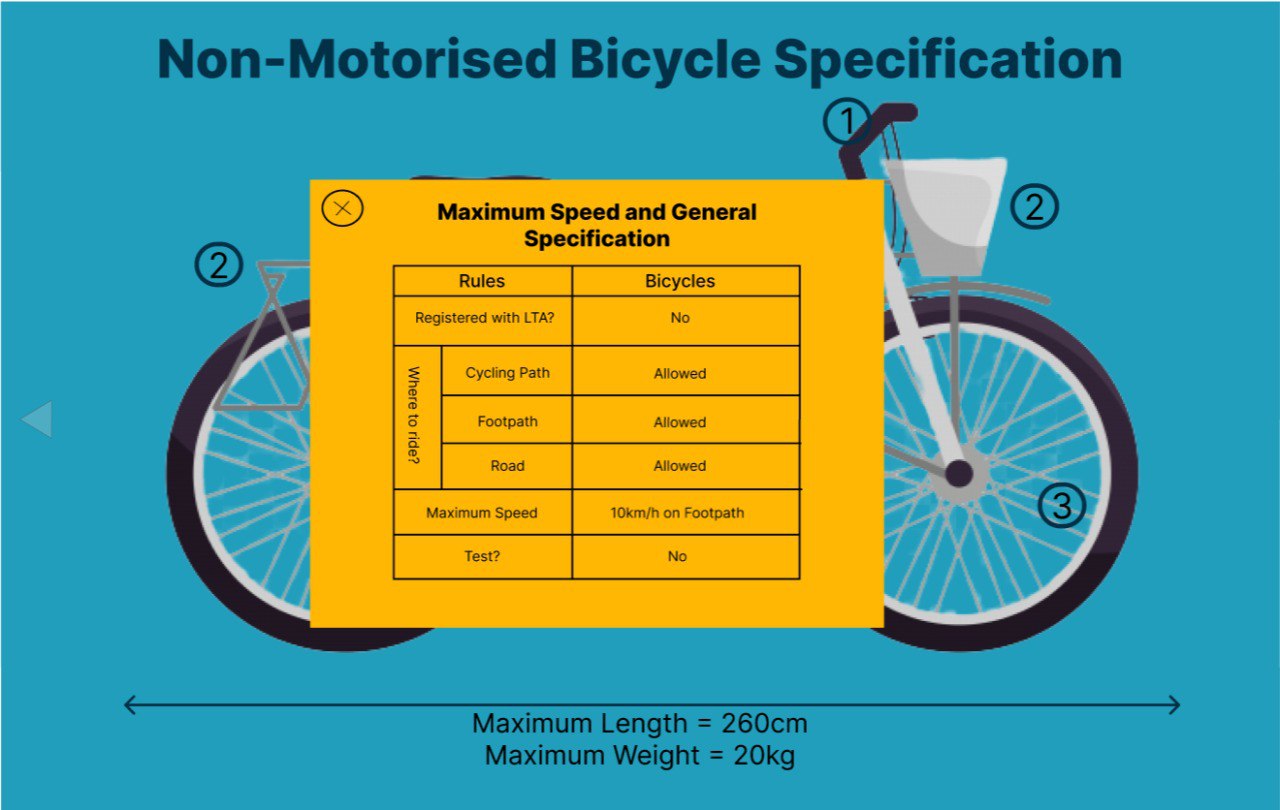 Non-Motorised Bicycle Specification
1
2
2
Maximum Speed and General
Specification
Rules Bicycles
Registered with LTA? No
Where to ride?
Cycling Path Allowed
Footpath Allowed
Road Allowed
Maximum Speed 10km/h on Footpath
Test? No
3
Maximum Length = 260cm
Maximum Weight = 20kg